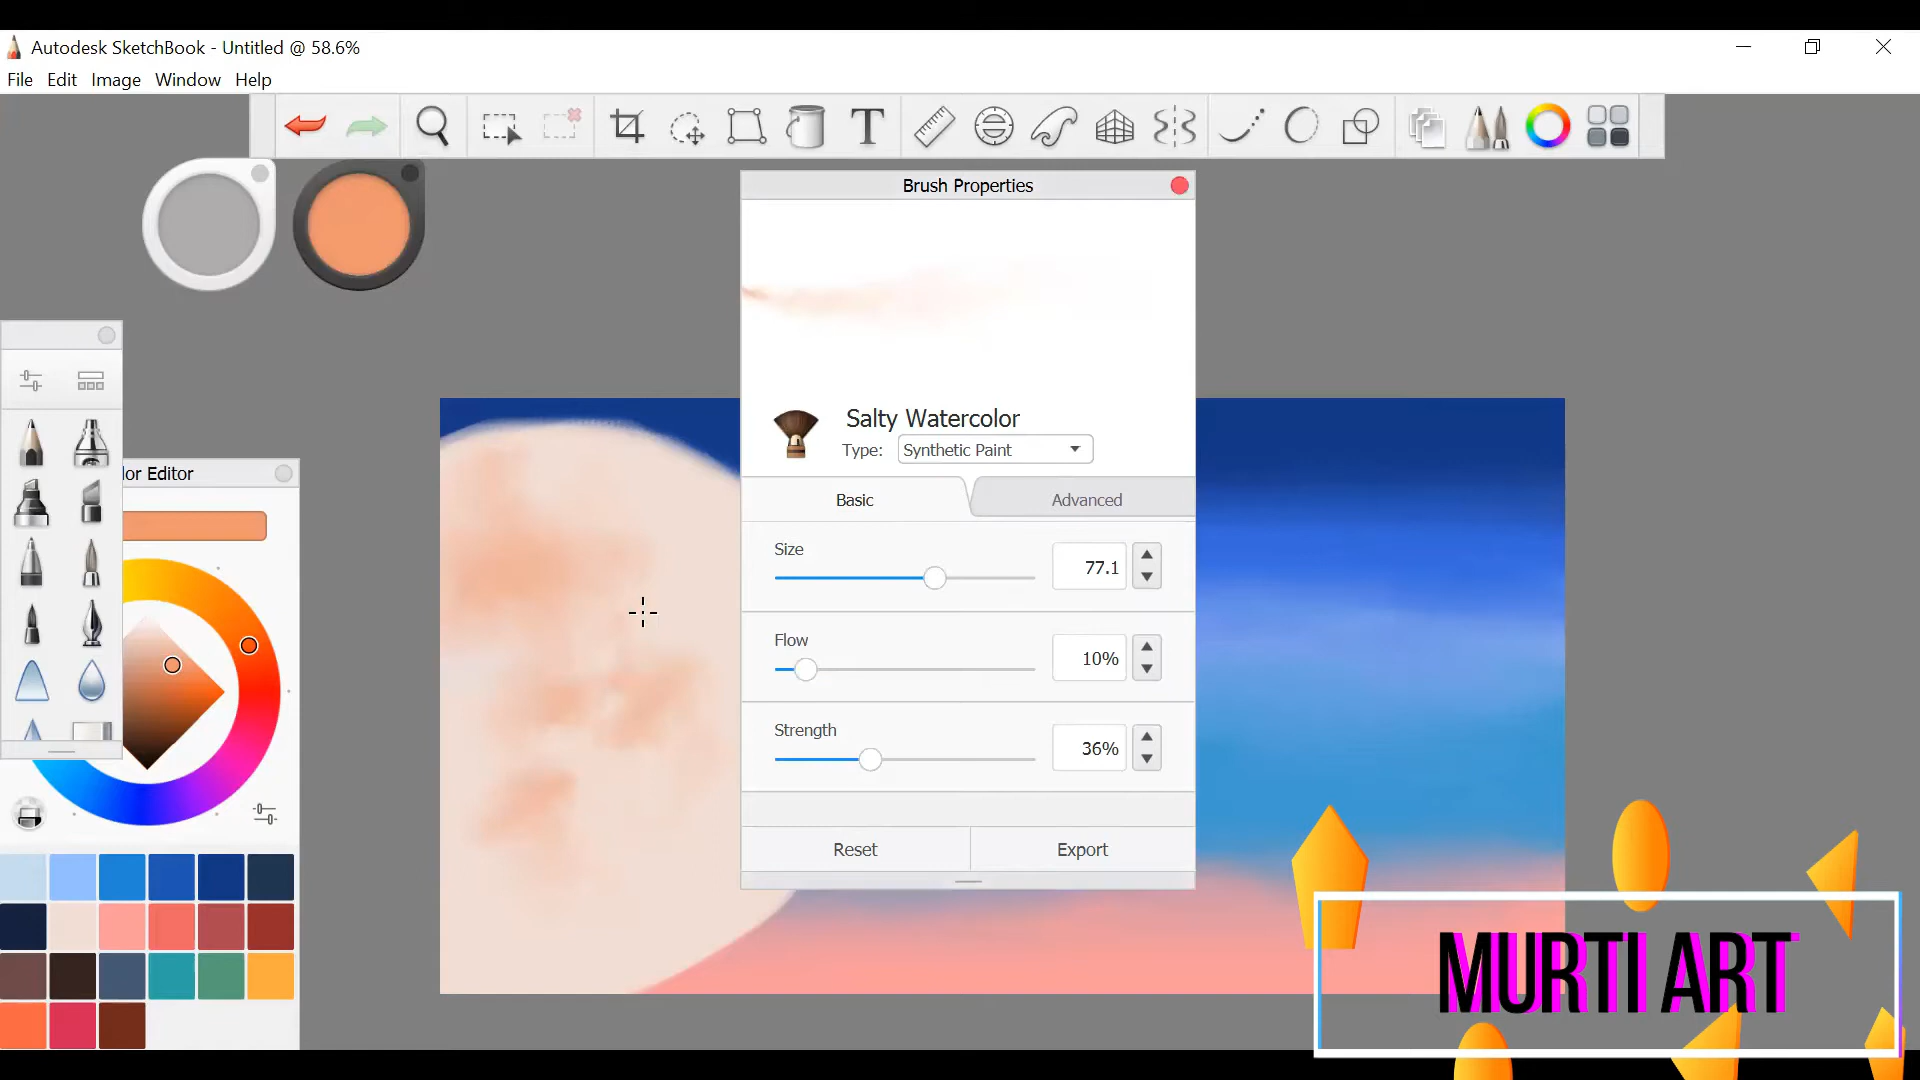 Autodesk SketchBook - Untitled @ 58.6%
File Edit Image Window Help
T
Brush Properties
Salty Watercolor
Type: Synthetic Paint
Basic Advanced
Size
77.1
Flow
10%
Strength
36%
Reset Export
lor Editor
MURTI ART